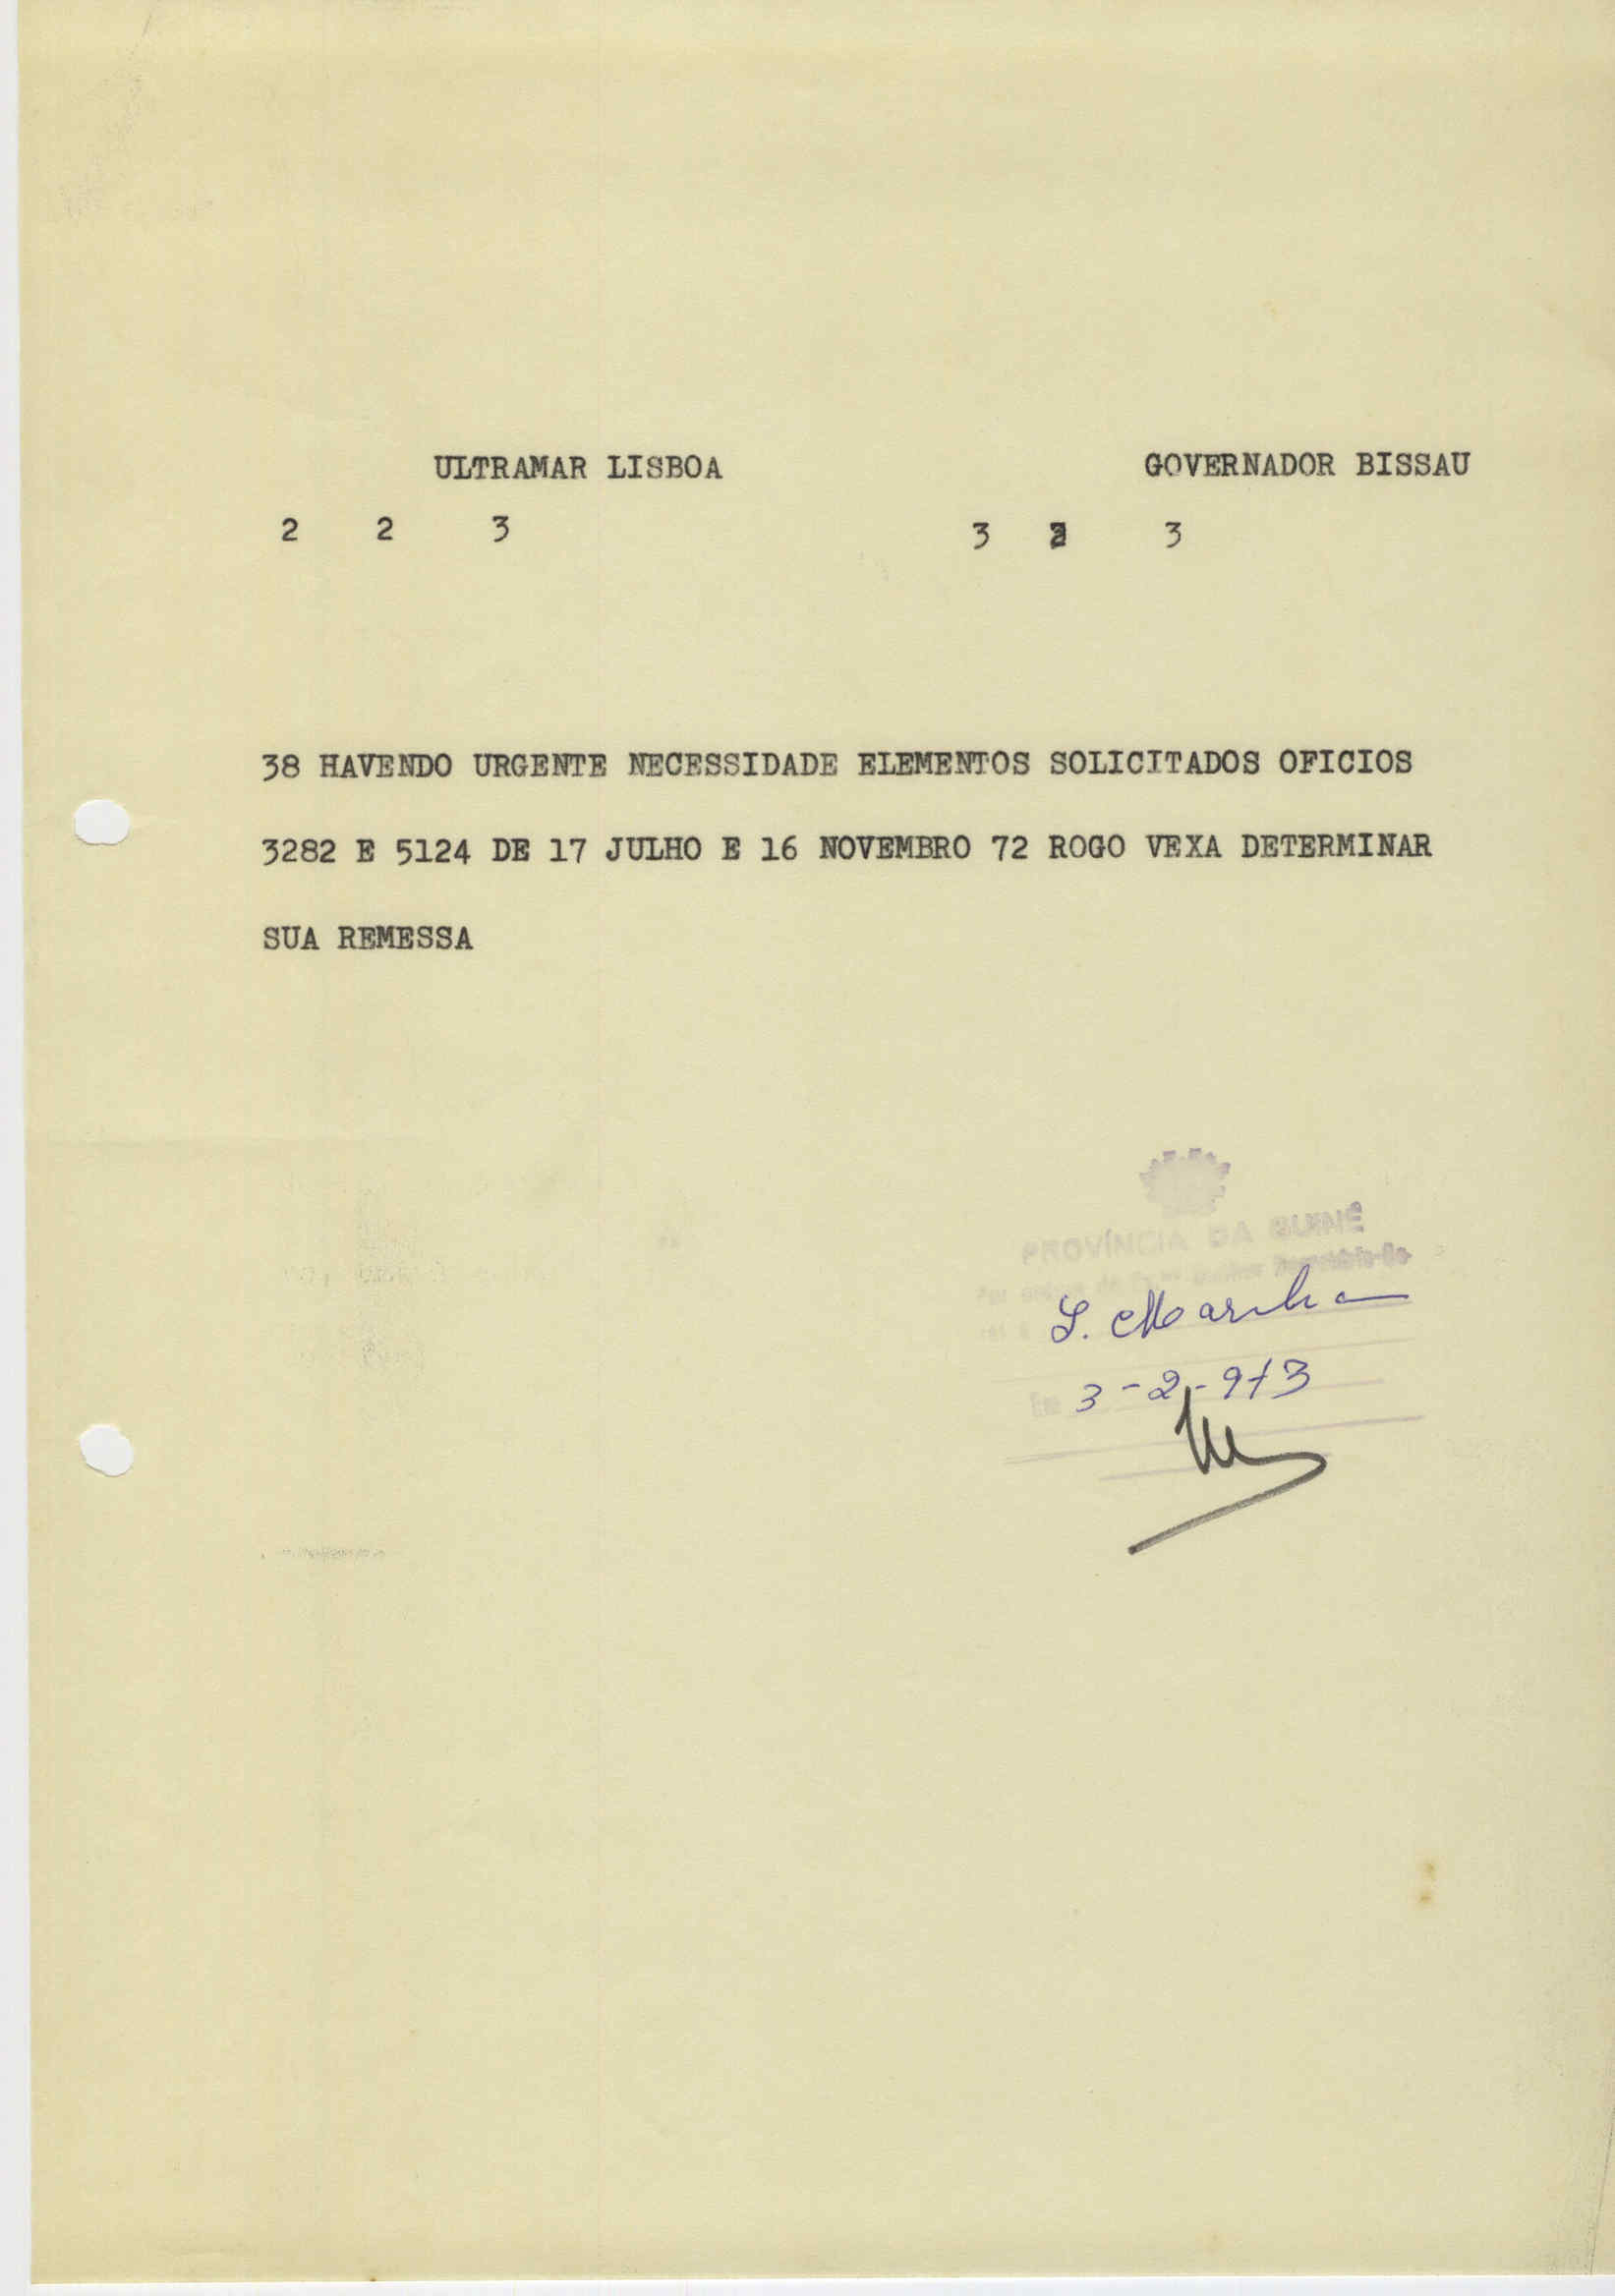 ULTRAMAR LISBOA GOVERNADOR BISSAU
2 2 3 3 2 3
38 HAVENDO URGENTE NECESSIDADE ELEMENTOS SOLICITADOS OFICIOS
3282 E 5124 DE 17 JULHO E 16 NOVEMBRO 72 ROGO VEXA DETERMINAR
SUA REMESSA
PROVÍNCIA DA GUINÉ
Em 3-2-973